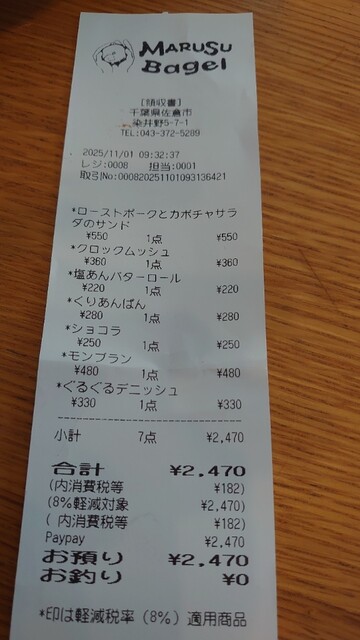 MARUSU
Bagel
[領収書]
千葉県佐倉市
染井野5-7-1
TEL:043-372-5289
2025/11/01 09:32:37
レジ:0008 担当:0001
取引No:0008202511010936421
*ローストポークとカボチャサラ
ダのサンド
¥550 1点 ¥550
*クロックムッシュ
¥360 1点 ¥360
*塩あんバターロール
¥220 1点 ¥220
*くりあんぱん
¥280 1点 ¥280
*ショコラ
¥250 1点 ¥250
*モンブラン
¥480 1点 ¥480
*ぐるぐるデニッシュ
¥330 1点 ¥330
小計 7点 ¥2,470
合計 ¥2,470
(内消費税等 ¥182)
(8%軽減対象 ¥2,470)
( 内消費税等 ¥182)
Paypay ¥2,470
お預り ¥2,470
お釣り ¥0
*印は軽減税率(8%)適用商品